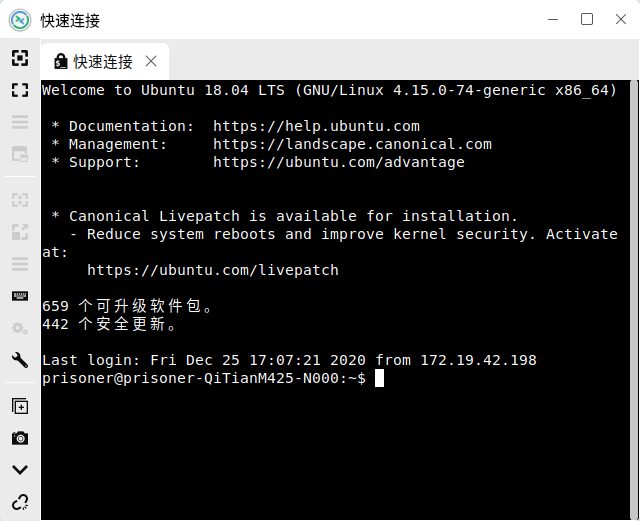 快速连接
快速连接
Welcome to Ubuntu 18.04 LTS (GNU/Linux 4.15.0-74-generic x86_64)
* Documentation:  https://help.ubuntu.com
* Management:     https://landscape.canonical.com
* Support:        https://ubuntu.com/advantage
* Canonical Livepatch is available for installation.
- Reduce system reboots and improve kernel security. Activate
at:
https://ubuntu.com/livepatch
659 个可升级软件包。
442 个安全更新。
Last login: Fri Dec 25 17:07:21 2020 from 172.19.42.198
prisoner@prisoner-QiTianM425-N000:~$